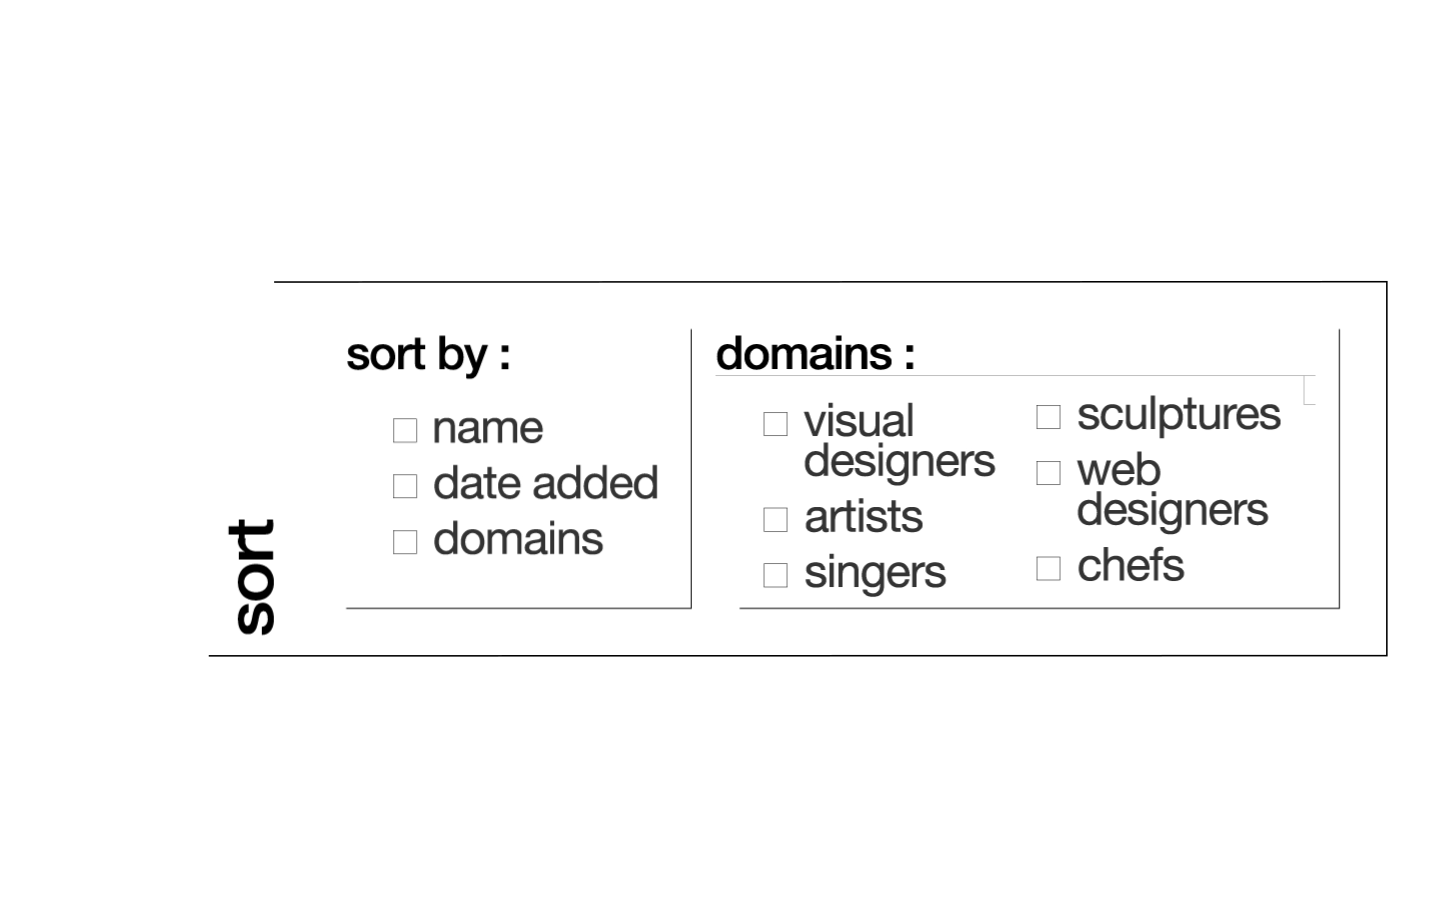 sort
sort by :
name
date added
domains
domains :
visual
designers
artists
singers
sculptures
web
designers
chefs